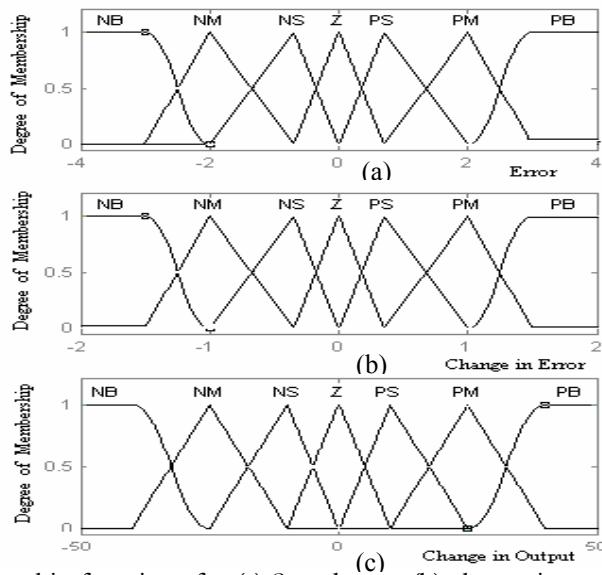 NB NM NS Z PS PM PB
Degree of Membership
1
0.5
0
-4 -2 0 2 4
(a)
Error
NB NM NS Z PS PM PB
Degree of Membership
1
0.5
0
-2 -1 0 1 2
(b)
Change in Error
NB NM NS Z PS PM PB
Degree of Membership
1
0.5
0
-50 0 50
(c)
Change in Output